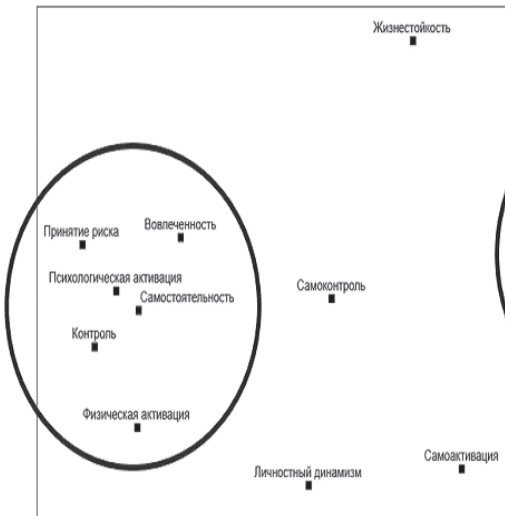 Жизнестойкость
Вовлеченность
Принятие риска
Психологическая активация
Самоконтроль
Самостоятельность
Контроль
Физическая активация
Самоактивация
Личностный динамизм